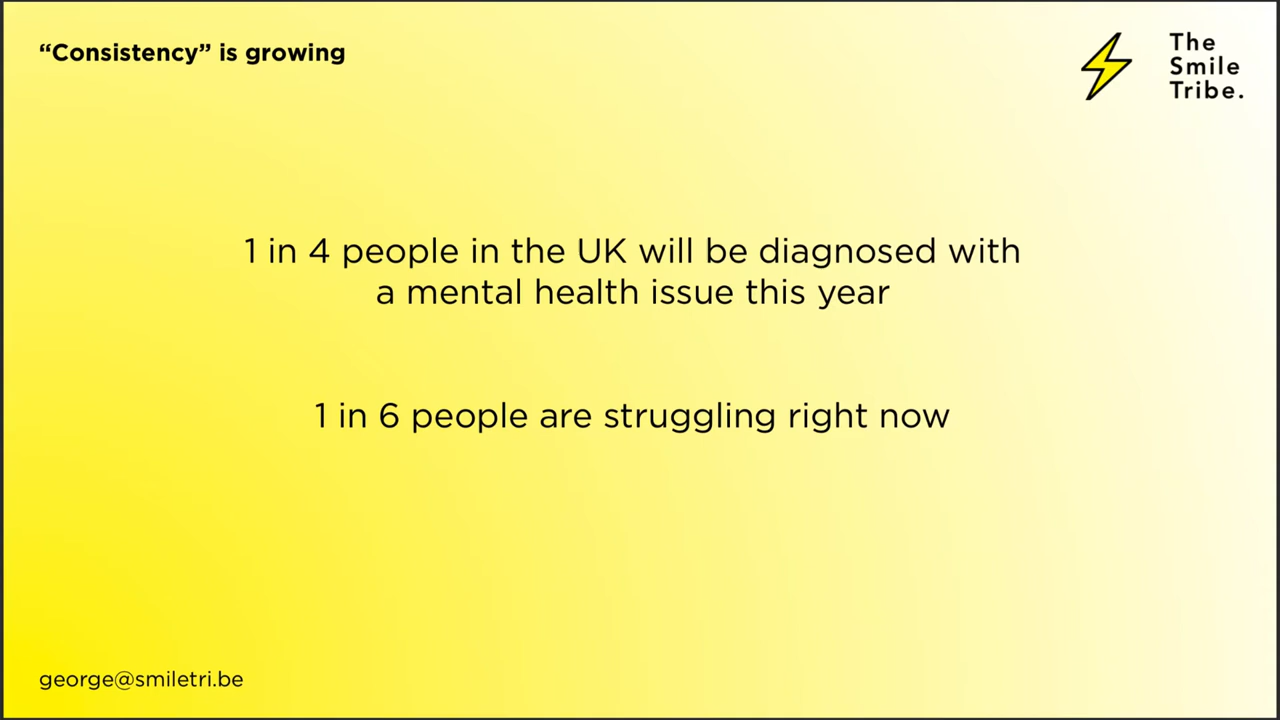 “Consistency” is growing
The
Smile
Tribe.
1 in 4 people in the UK will be diagnosed with
a mental health issue this year
1 in 6 people are struggling right now
george@smiletri.be